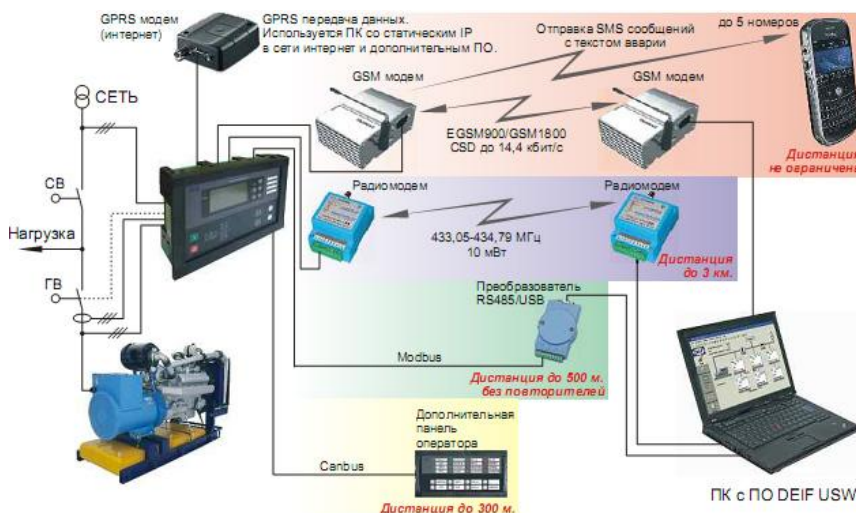 GPRS модем
(интернет)
GPRS передача данных.
Используется ПК со статическим IP
в сети интернет и дополнительным ПО.
Отправка SMS сообщений
с текстом аварии
до 5 номеров
GSM модем
GSM модем
СЕТЬ
EGSM900/GSM1800
CSD до 14,4 кбит/с
Дистанция
не ограничен
СВ
Радиомодем
Радиомодем
Нагрузка
433,05-434,79 МГц
10 мВт
Дистанция
до 3 км.
ГВ
Преобразователь
RS485/USB
Modbus
Дистанция до 500 м.
без повторителей
Дополнительная
панель
оператора
Canbus
Дистанция до 300 м.
ПК с ПО DEIF USW